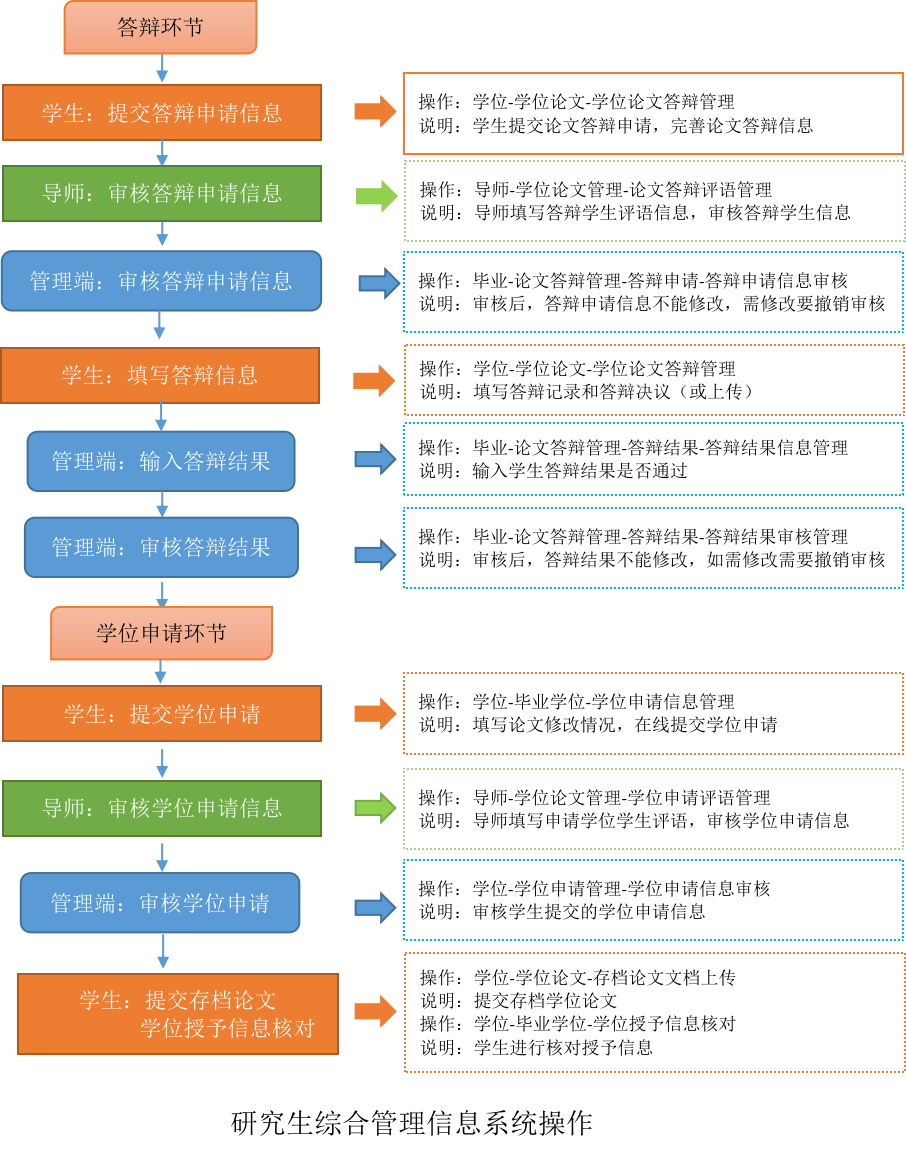 答辩环节
学生：提交答辩申请信息
操作：学位-学位论文-学位论文答辩管理
说明：学生提交论文答辩申请，完善论文答辩信息
导师：审核答辩申请信息
操作：导师-学位论文管理-论文答辩评语管理
说明：导师填写答辩学生评语信息，审核答辩学生信息
管理端：审核答辩申请信息
操作：毕业-论文答辩管理-答辩申请-答辩申请信息审核
说明：审核后，答辩申请信息不能修改，需修改要撤销审核
学生：填写答辩信息
操作：学位-学位论文-学位论文答辩管理
说明：填写答辩记录和答辩决议（或上传）
管理端：输入答辩结果
操作：毕业-论文答辩管理-答辩结果-答辩结果信息管理
说明：输入学生答辩结果是否通过
管理端：审核答辩结果
操作：毕业-论文答辩管理-答辩结果-答辩结果审核管理
说明：审核后，答辩结果不能修改，如需修改需要撤销审核
学位申请环节
学生：提交学位申请
操作：学位-毕业学位-学位申请信息管理
说明：填写论文修改情况，在线提交学位申请
导师：审核学位申请信息
操作：导师-学位论文管理-学位申请评语管理
说明：导师填写申请学位学生评语，审核学位申请信息
管理端：审核学位申请
操作：学位-学位申请管理-学位申请信息审核
说明：审核学生提交的学位申请信息
学生：提交存档论文
学位授予信息核对
操作：学位-学位论文-存档论文文档上传
说明：提交存档学位论文
操作：学位-毕业学位-学位授予信息核对
说明：学生进行核对授予信息
研究生综合管理信息系统操作